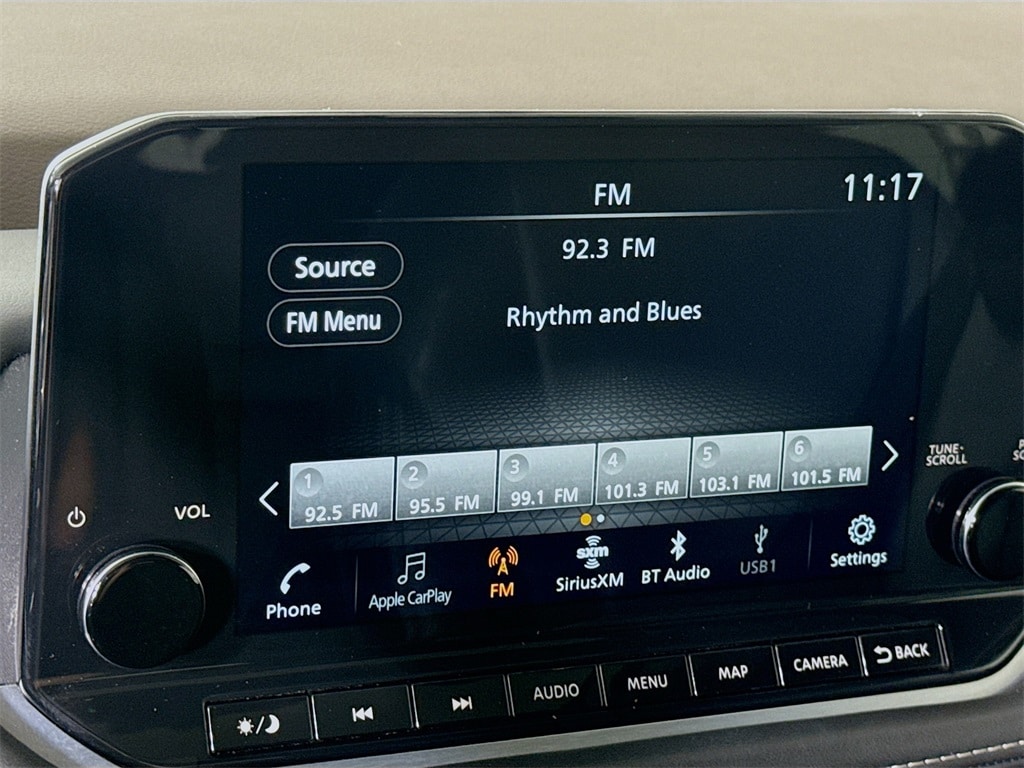 FM
11:17
92.3 FM
Source
FM Menu
Rhythm and Blues
1
92.5 FM
2
95.5 FM
3
99.1 FM
4
101.3 FM
5
103.1 FM
6
101.5 FM
TUNE·
SCROLL
VOL
Phone
Apple CarPlay
FM
sxm
SiriusXM
BT Audio
USB1
Settings
AUDIO
MENU
MAP
CAMERA
BACK